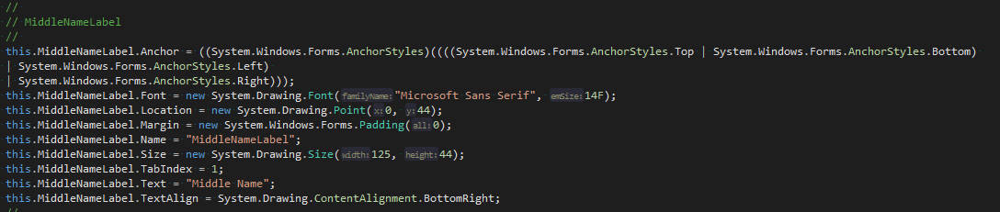 //
// MiddleNameLabel
//
this.MiddleNameLabel.Anchor = ((System.Windows.Forms.AnchorStyles)((((System.Windows.Forms.AnchorStyles.Top | System.Windows.Forms.AnchorStyles.Bottom)
| System.Windows.Forms.AnchorStyles.Left)
| System.Windows.Forms.AnchorStyles.Right)));
this.MiddleNameLabel.Font = new System.Drawing.Font(familyName:"Microsoft Sans Serif", emSize:14F);
this.MiddleNameLabel.Location = new System.Drawing.Point(x:0, y:44);
this.MiddleNameLabel.Margin = new System.Windows.Forms.Padding(all:0);
this.MiddleNameLabel.Name = "MiddleNameLabel";
this.MiddleNameLabel.Size = new System.Drawing.Size(width:125, height:44);
this.MiddleNameLabel.TabIndex = 1;
this.MiddleNameLabel.Text = "Middle Name";
this.MiddleNameLabel.TextAlign = System.Drawing.ContentAlignment.BottomRight;
//